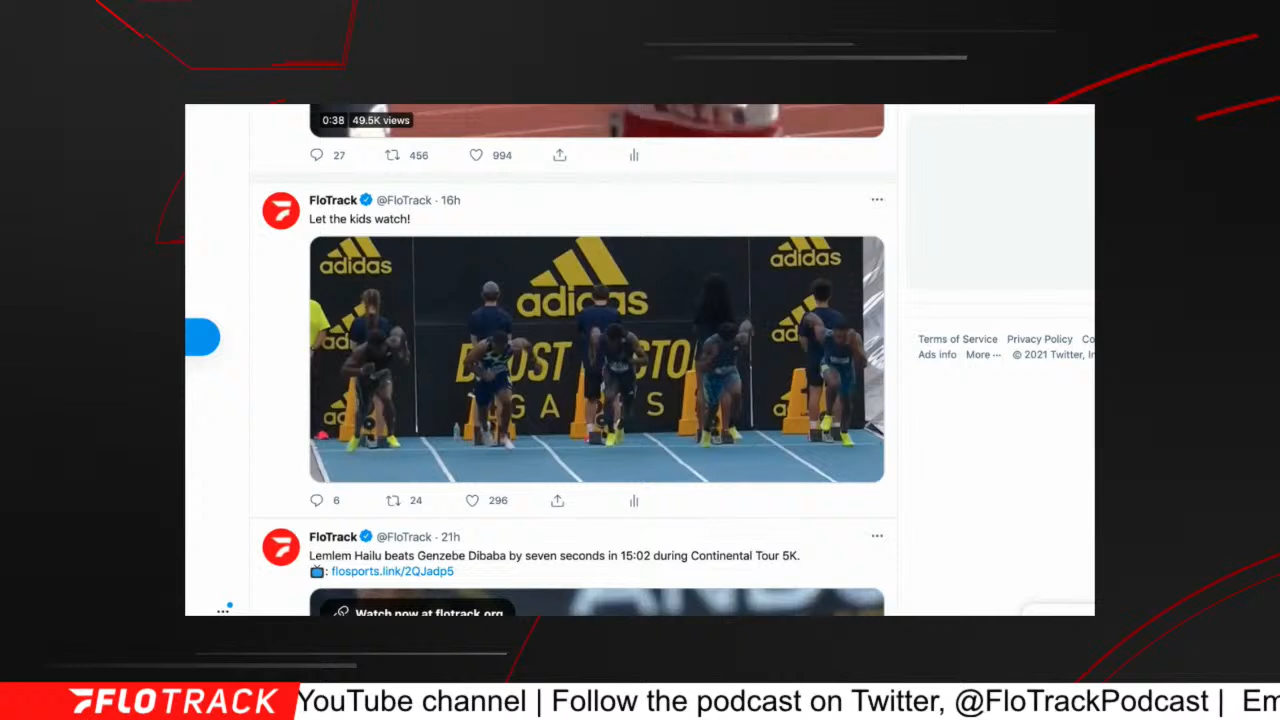 0:38 49.5K views
27 456 994
FloTrack @FloTrack · 16h ···
Let the kids watch!
adidas adidas adidas
BOOST
GAMES
6 24 296
Terms of Service Privacy Policy
Ads info More ··· © 2021 Twitter,
FloTrack @FloTrack · 21h ···
Lemlem Hailu beats Genzebe Dibaba by seven seconds in 15:02 during Continental Tour 5K.
📺: flosports.link/2QJadp5
Watch now at flotrack.org
FLOTRACK YouTube channel | Follow the podcast on Twitter, @FloTrackPodcast |